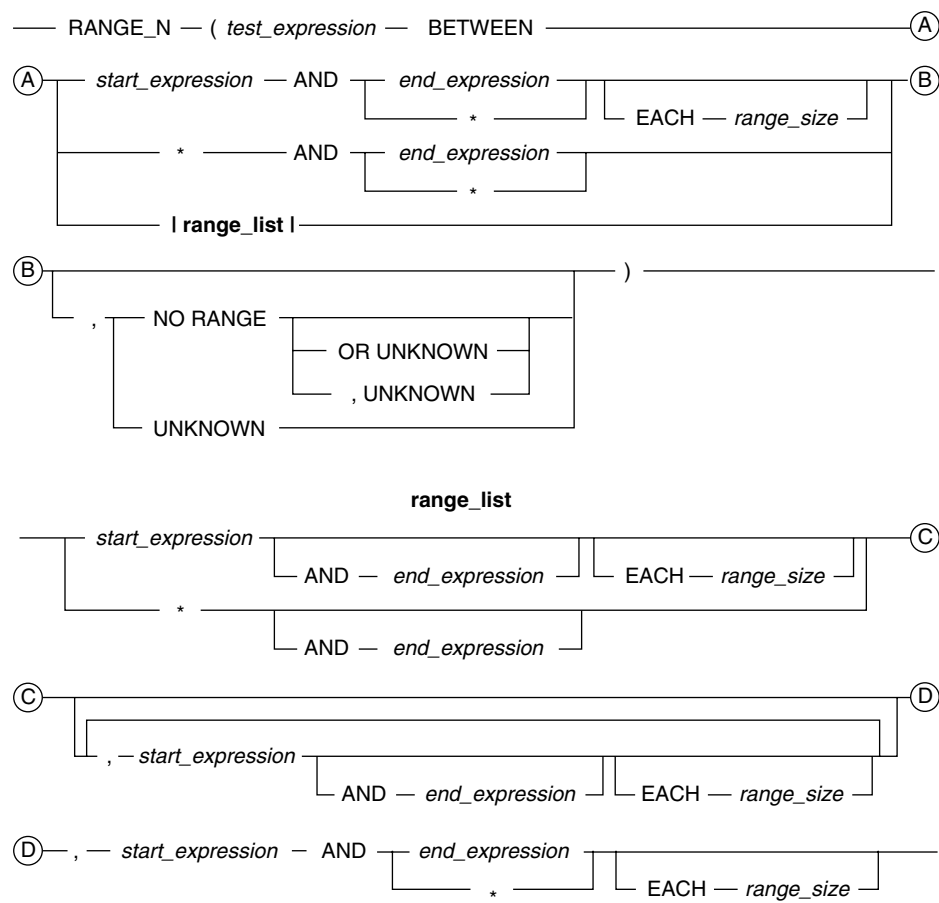 RANGE_N ( test_expression BETWEEN A
A start_expression AND end_expression B
* EACH range_size
* AND end_expression
*
| range_list |
B )
, NO RANGE
OR UNKNOWN
, UNKNOWN
UNKNOWN
range_list
start_expression C
AND end_expression EACH range_size
*
AND end_expression
C D
, start_expression
AND end_expression EACH range_size
D , start_expression AND end_expression
* EACH range_size